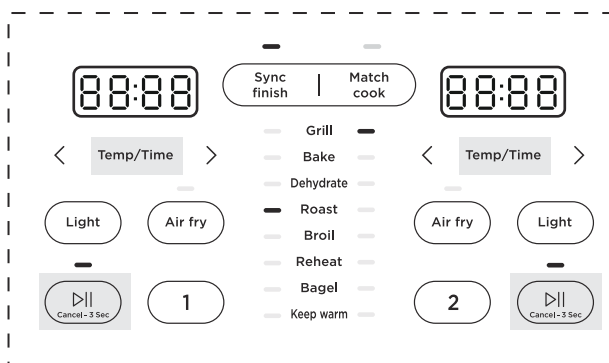 88:88
Sync finish
Match cook
88:88
Grill
< Temp/Time >
Bake
< Temp/Time >
Dehydrate
Light
Air fry
Roast
Air fry
Light
Broil
Reheat
Cancel - 3 Sec
1
Bagel
2
Cancel - 3 Sec
Keep warm